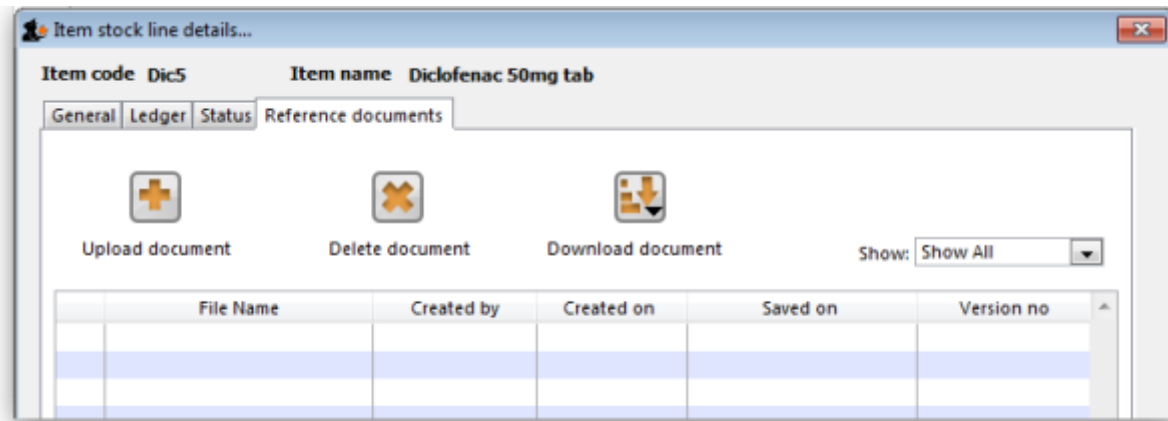 Item stock line details...
Item code Dic5 Item name Diclofenac 50mg tab
General Ledger Status Reference documents
Upload document Delete document Download document Show: Show All
File Name Created by Created on Saved on Version no